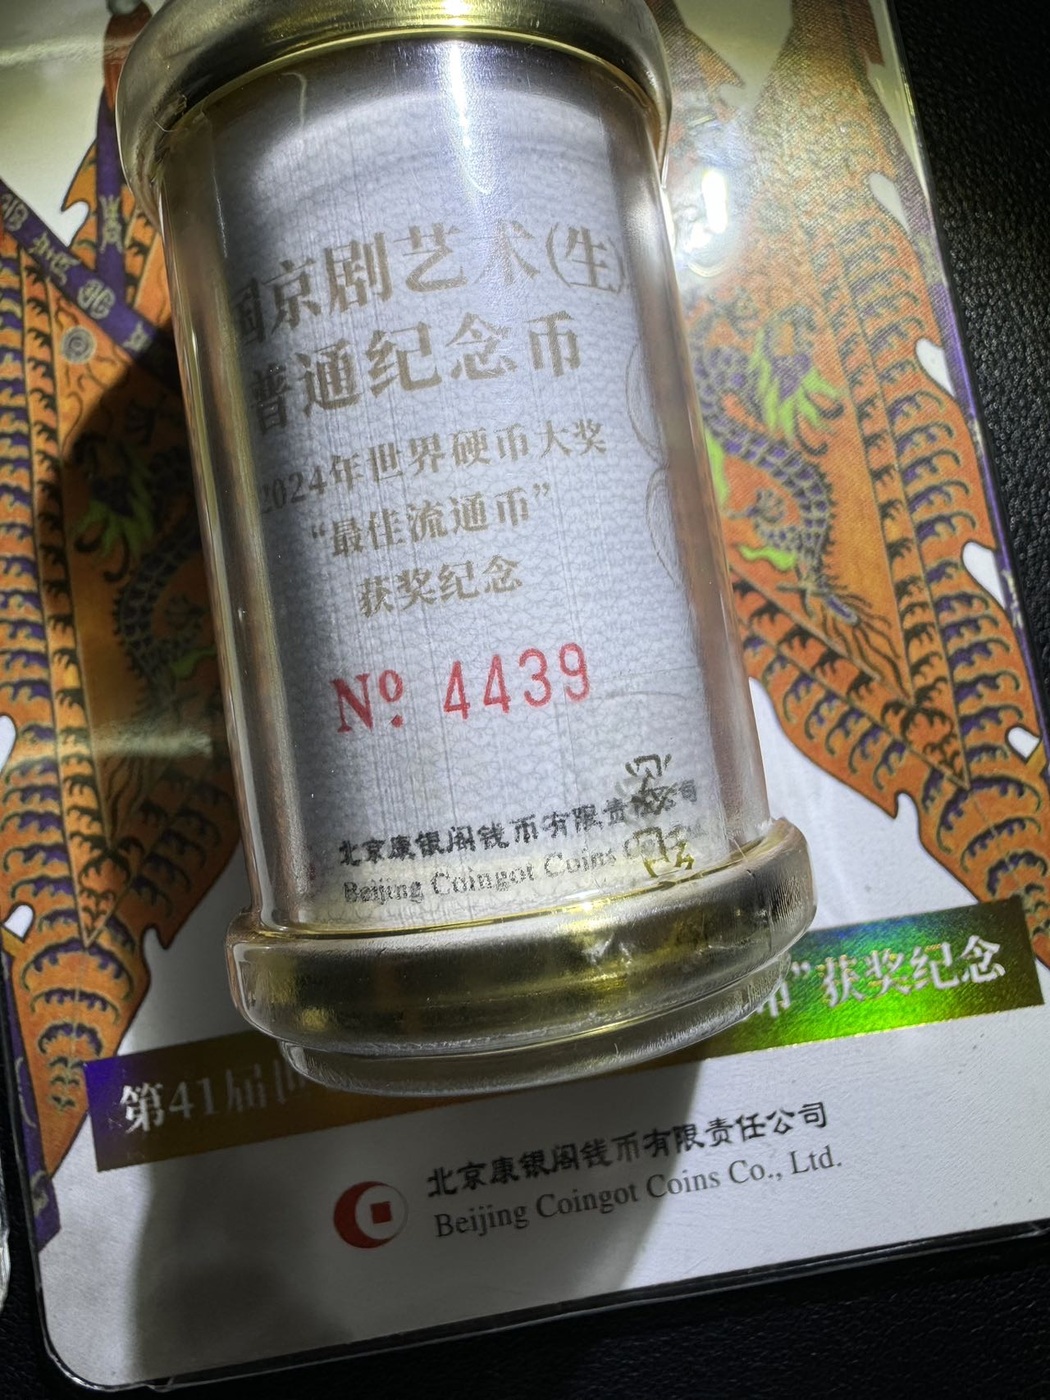 国京剧艺术(生)
普通纪念币
2024年世界硬币大奖
“最佳流通币”
获奖纪念
Nº 4439
北京康银阁钱币有限责任公司
Beijing Coingot Coins
第41届世
币”获奖纪念
北京康银阁钱币有限责任公司
Beijing Coingot Coins Co., Ltd.